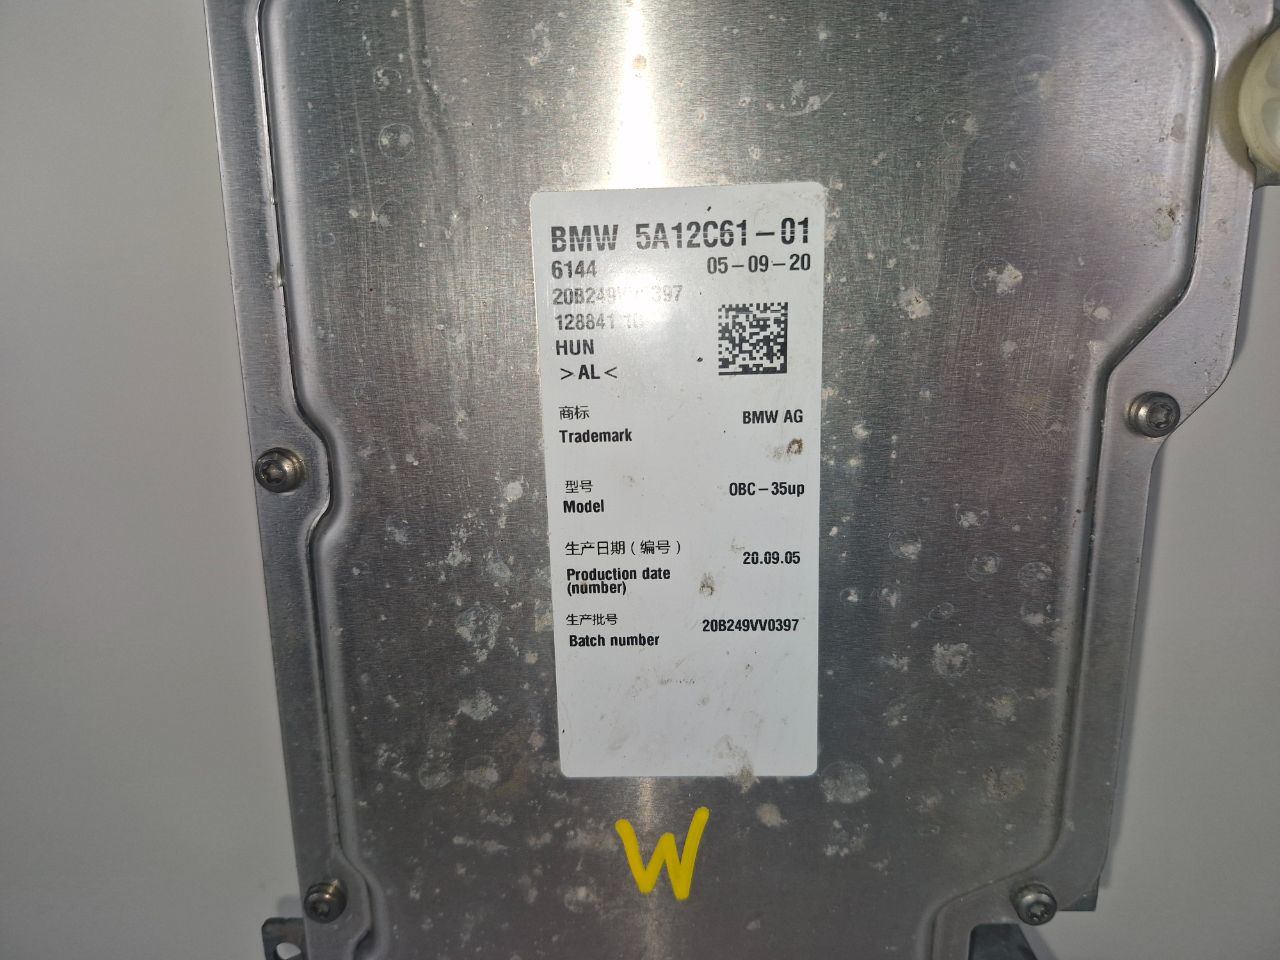 BMW 5A12C61-01
6144 05-09-20
HUN
>AL<
商标
Trademark BMW AG
型号
Model OBC-35up
生产日期(编号)
Production date 20.09.05
(number)
生产批号
Batch number 20B249VV0397
W